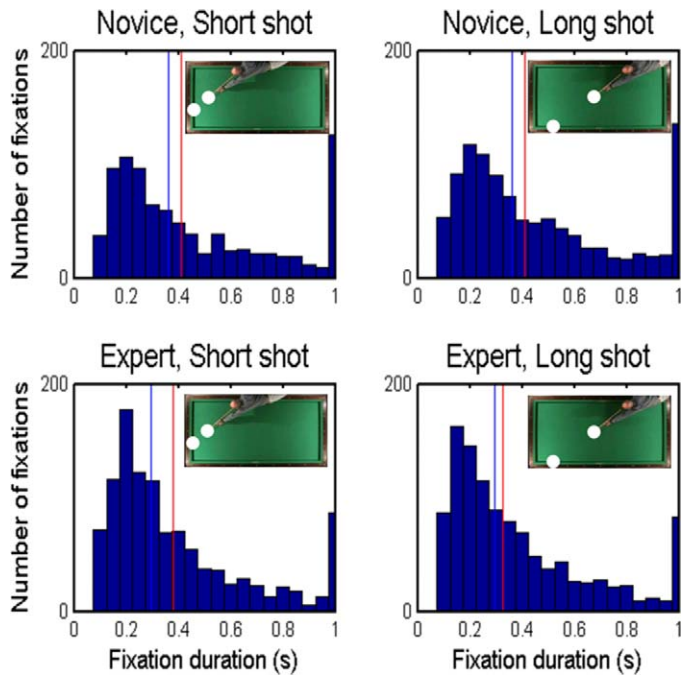 Novice, Short shot
Novice, Long shot
Number of fixations
200
0
0 0.2 0.4 0.6 0.8 1
200
0
0 0.2 0.4 0.6 0.8 1
Expert, Short shot
Expert, Long shot
Number of fixations
200
0
0 0.2 0.4 0.6 0.8 1
Fixation duration (s)
200
0
0 0.2 0.4 0.6 0.8 1
Fixation duration (s)